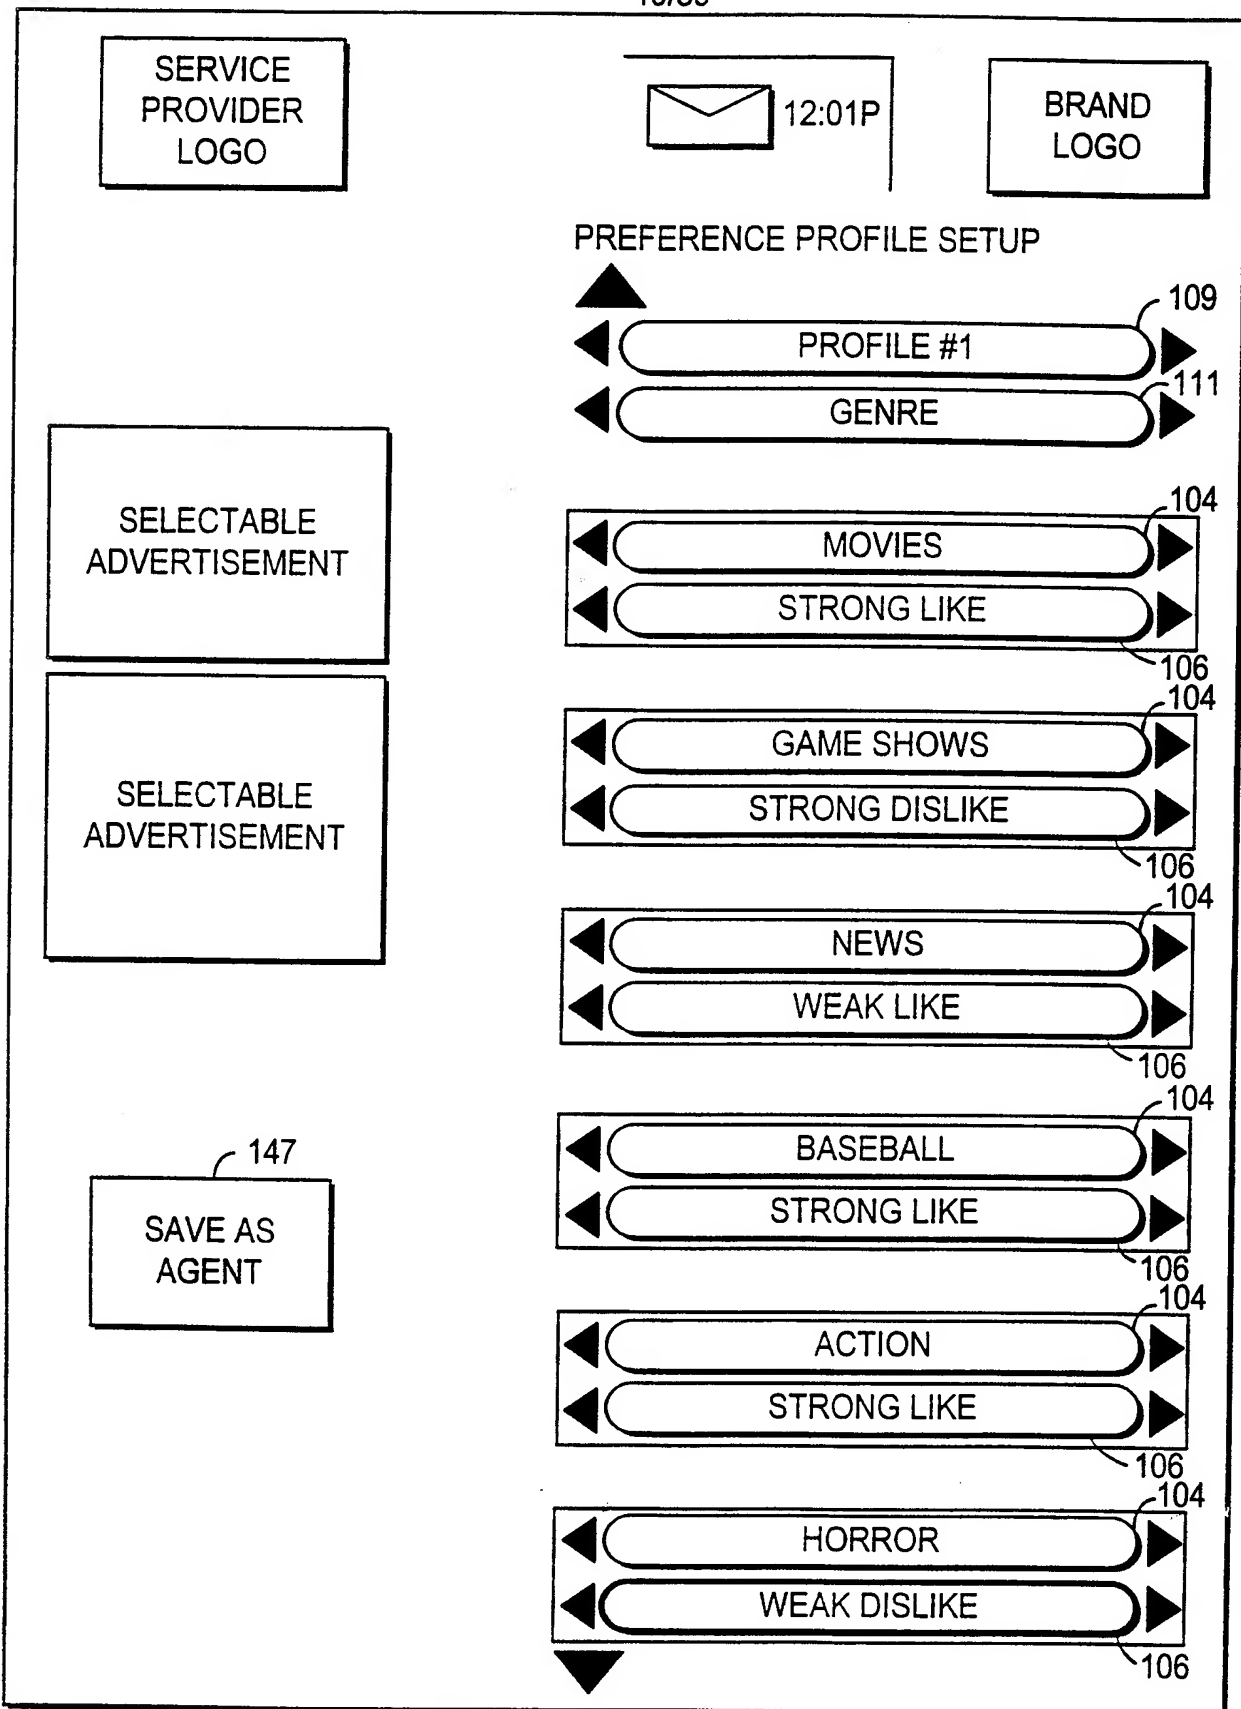 SERVICE
PROVIDER
LOGO
12:01P
BRAND
LOGO
PREFERENCE PROFILE SETUP
109
PROFILE #1
111
GENRE
SELECTABLE
ADVERTISEMENT
104
MOVIES
STRONG LIKE
106
SELECTABLE
ADVERTISEMENT
104
GAME SHOWS
STRONG DISLIKE
106
104
NEWS
WEAK LIKE
106
147
SAVE AS
AGENT
104
BASEBALL
STRONG LIKE
106
104
ACTION
STRONG LIKE
106
104
HORROR
WEAK DISLIKE
106